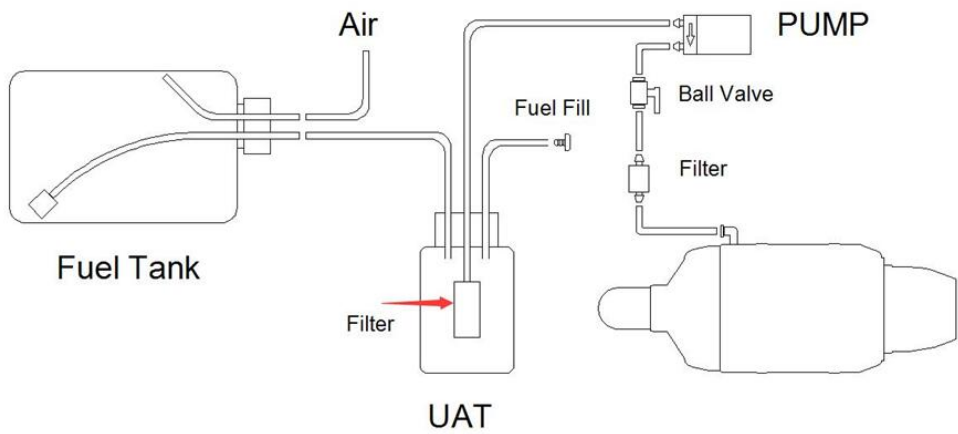 Air
PUMP
Ball Valve
Fuel Fill
Filter
Fuel Tank
Filter
UAT